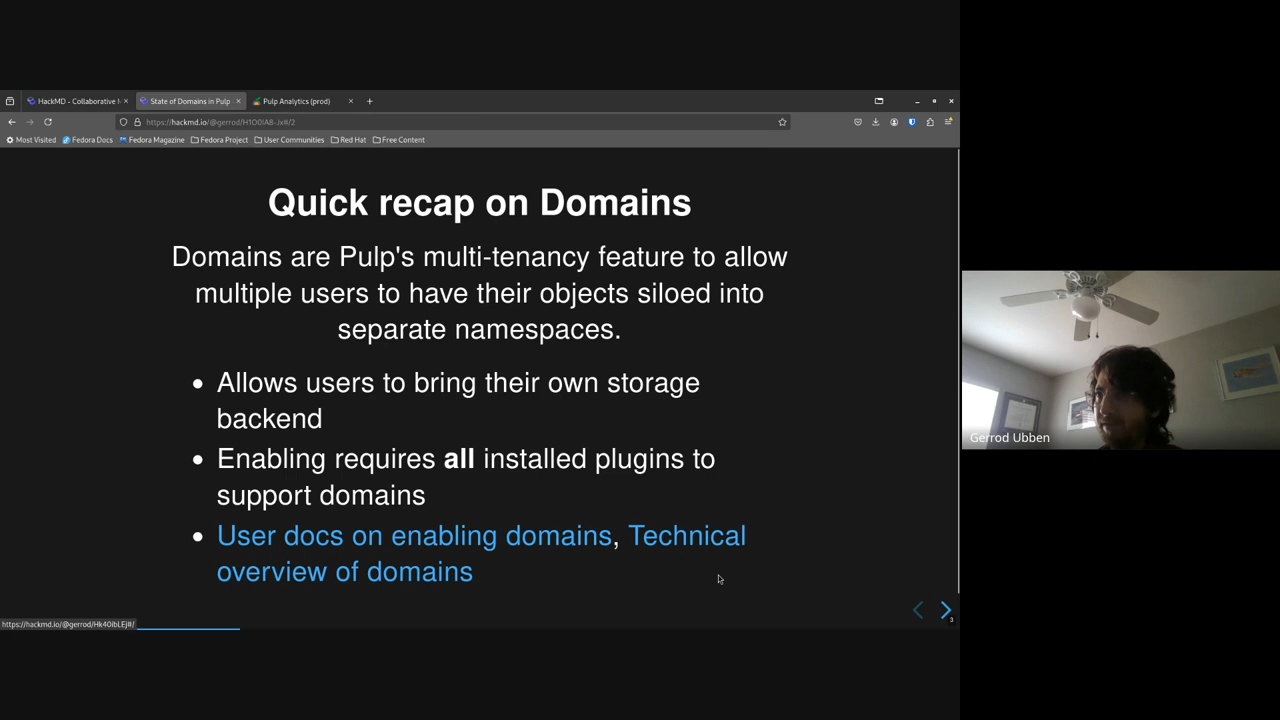 HackMD - Collaborative M
State of Domains in Pulp
Pulp Analytics (prod)
https://hackmd.io/@gerrod/H1O0IA8-Jx#/2
Most Visited
Fedora Docs
Fedora Magazine
Fedora Project
User Communities
Red Hat
Free Content
Quick recap on Domains
Domains are Pulp's multi-tenancy feature to allow
multiple users to have their objects siloed into
separate namespaces.
Allows users to bring their own storage
backend
Enabling requires all installed plugins to
support domains
User docs on enabling domains, Technical
overview of domains
3
https://hackmd.io/@gerrod/Hk40ibLEj#/
Gerrod Ubben